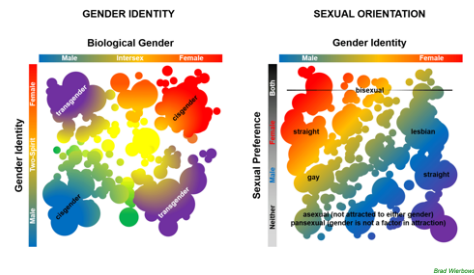 GENDER IDENTITY
Biological Gender
Male Intersex Female
Gender Identity
Female
Two-Spirit
Male
transgender
cisgender
cisgender
transgender
SEXUAL ORIENTATION
Gender Identity
Male Female
Sexual Preference
Both
Female
Male
Neither
bisexual
straight lesbian
gay straight
asexual (not attracted to either gender)
pansexual (gender is not a factor in attraction)